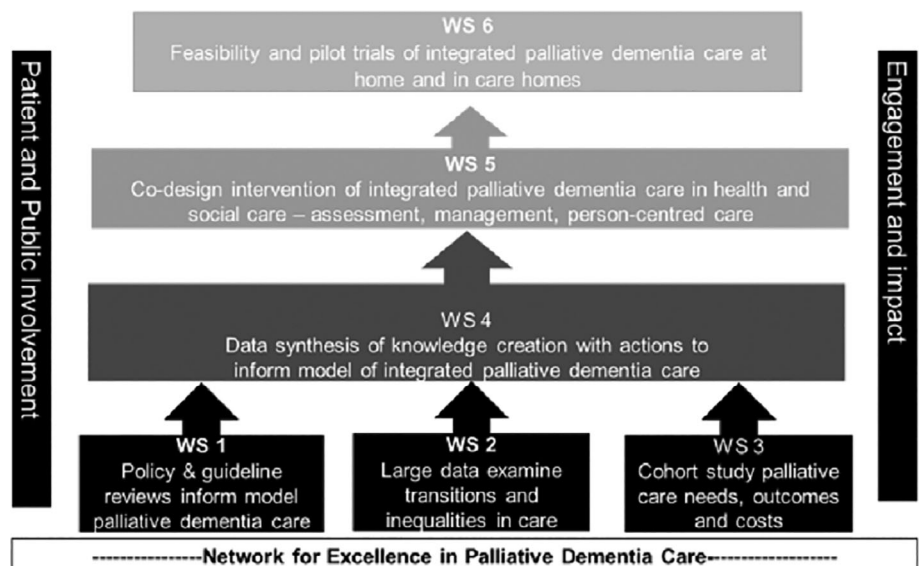 WS 6
Feasibility and pilot trials of integrated palliative dementia care at
home and in care homes
Patient and Public Involvement
Engagement and impact
WS 5
Co-design intervention of integrated palliative dementia care in health and
social care – assessment, management, person-centred care
WS 4
Data synthesis of knowledge creation with actions to
inform model of integrated palliative dementia care
WS 1
Policy & guideline
reviews inform model
palliative dementia care
WS 2
Large data examine
transitions and
inequalities in care
WS 3
Cohort study palliative
care needs, outcomes
and costs
-----------------Network for Excellence in Palliative Dementia Care-----------------